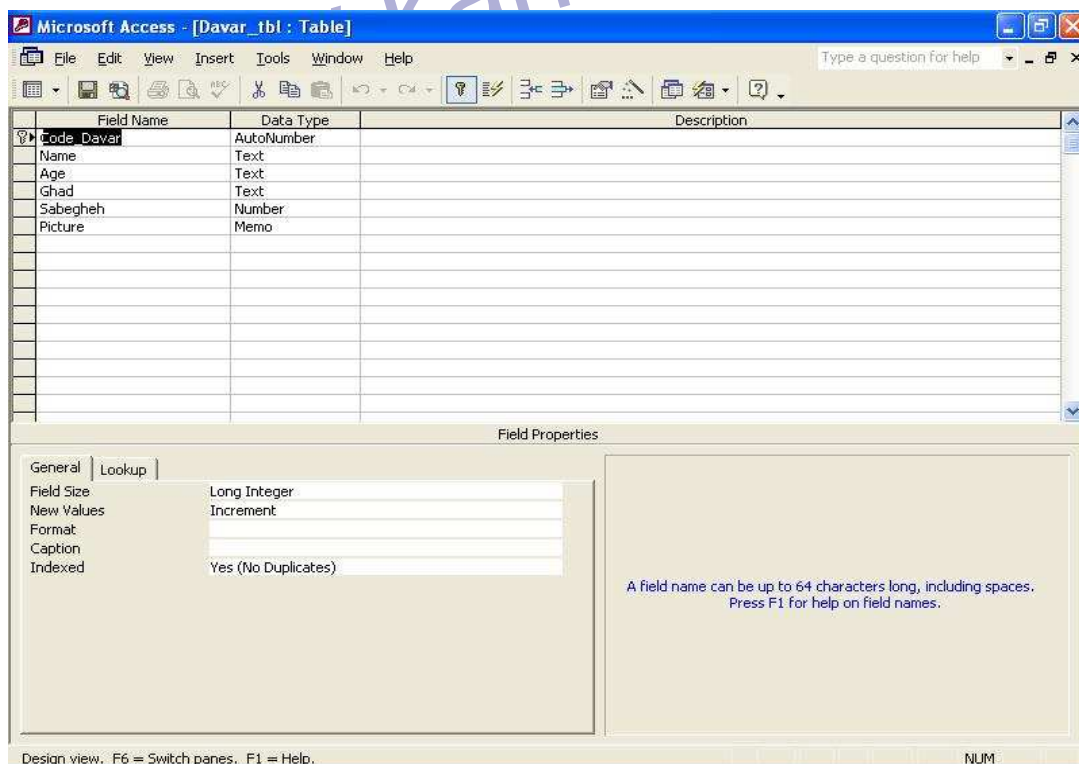 Microsoft Access - [Davar_tbl : Table]
File Edit View Insert Tools Window Help Type a question for help
Field Name Data Type Description
Code_Davar AutoNumber
Name Text
Age Text
Ghad Text
Sabegheh Number
Picture Memo
Field Properties
General Lookup
Field Size Long Integer
New Values Increment
Format
Caption
Indexed Yes (No Duplicates)
A field name can be up to 64 characters long, including spaces.
Press F1 for help on field names.
Design view. F6 = Switch panes. F1 = Help. NUM